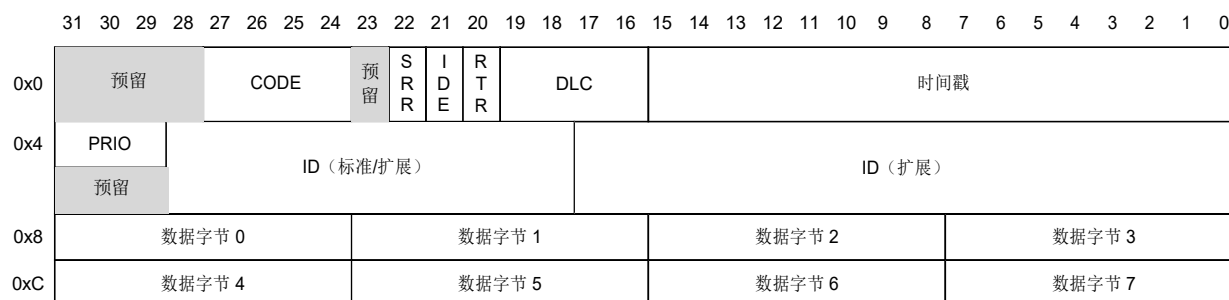 31 30 29 28 27 26 25 24 23 22 21 20 19 18 17 16 15 14 13 12 11 10 9 8 7 6 5 4 3 2 1 0
0x0 预留 CODE 预留 SRR IDE RTR DLC 时间戳
0x4 PRIO ID（标准/扩展） ID（扩展）
预留
0x8 数据字节 0 数据字节 1 数据字节 2 数据字节 3
0xC 数据字节 4 数据字节 5 数据字节 6 数据字节 7